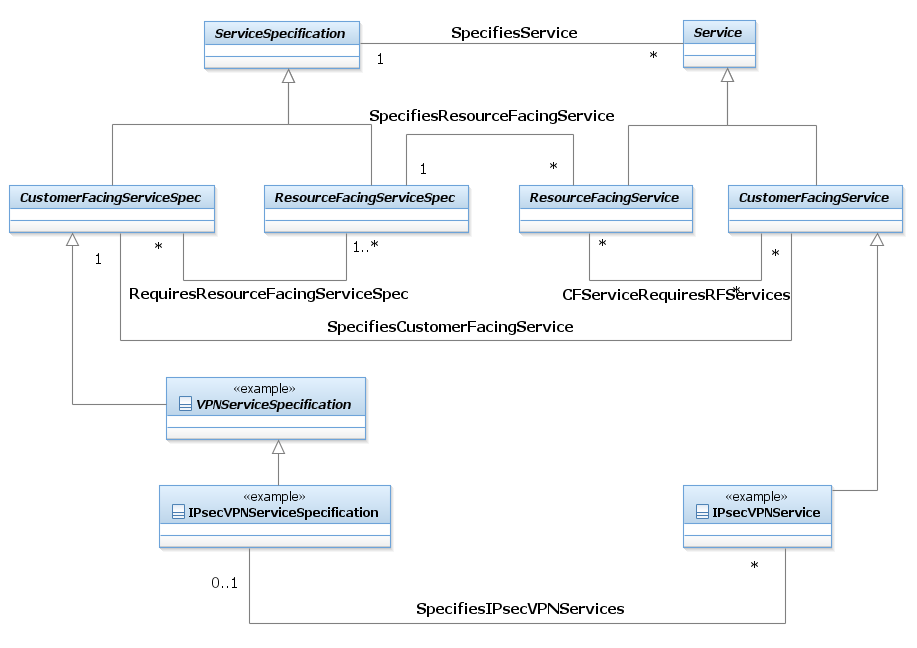 ServiceSpecification
SpecifiesService
Service
1
*
SpecifiesResourceFacingService
1
*
CustomerFacingServiceSpec
ResourceFacingServiceSpec
ResourceFacingService
CustomerFacingService
1
*
1..*
*
*
RequiresResourceFacingServiceSpec
*
CFServiceRequiresRFServices
SpecifiesCustomerFacingService
«example»
VPNServiceSpecification
«example»
IPsecVPNServiceSpecification
«example»
IPsecVPNService
0..1
*
SpecifiesIPsecVPNServices